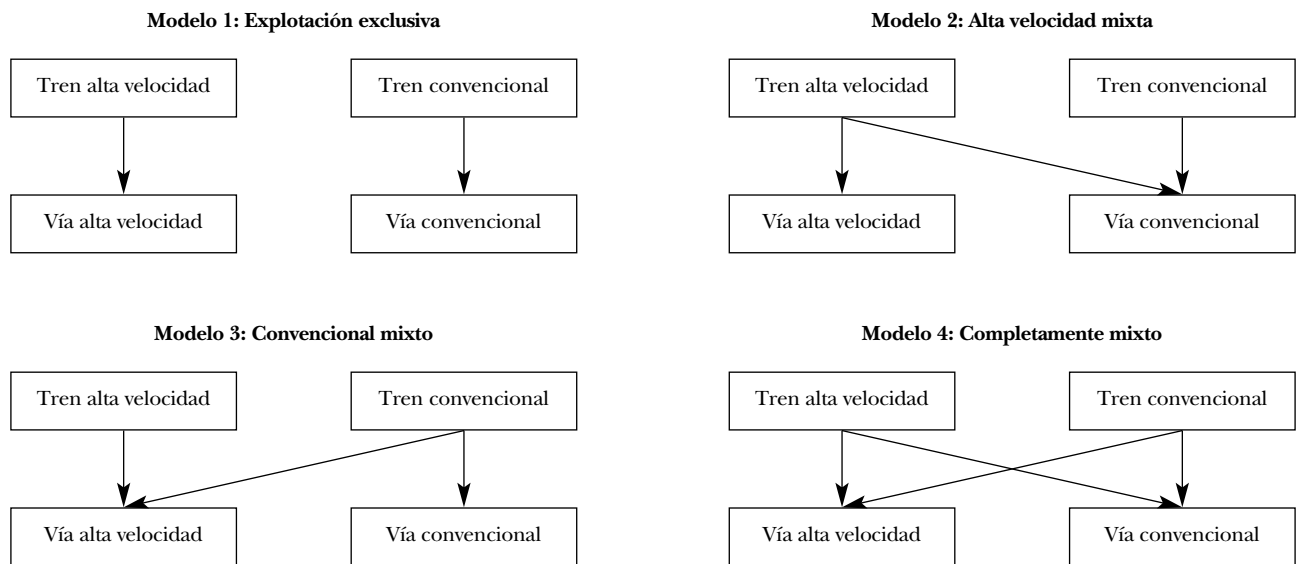 Modelo 1: Explotación exclusiva
Tren alta velocidad
Tren convencional
Vía alta velocidad
Vía convencional
Modelo 2: Alta velocidad mixta
Tren alta velocidad
Tren convencional
Vía alta velocidad
Vía convencional
Modelo 3: Convencional mixto
Tren alta velocidad
Tren convencional
Vía alta velocidad
Vía convencional
Modelo 4: Completamente mixto
Tren alta velocidad
Tren convencional
Vía alta velocidad
Vía convencional